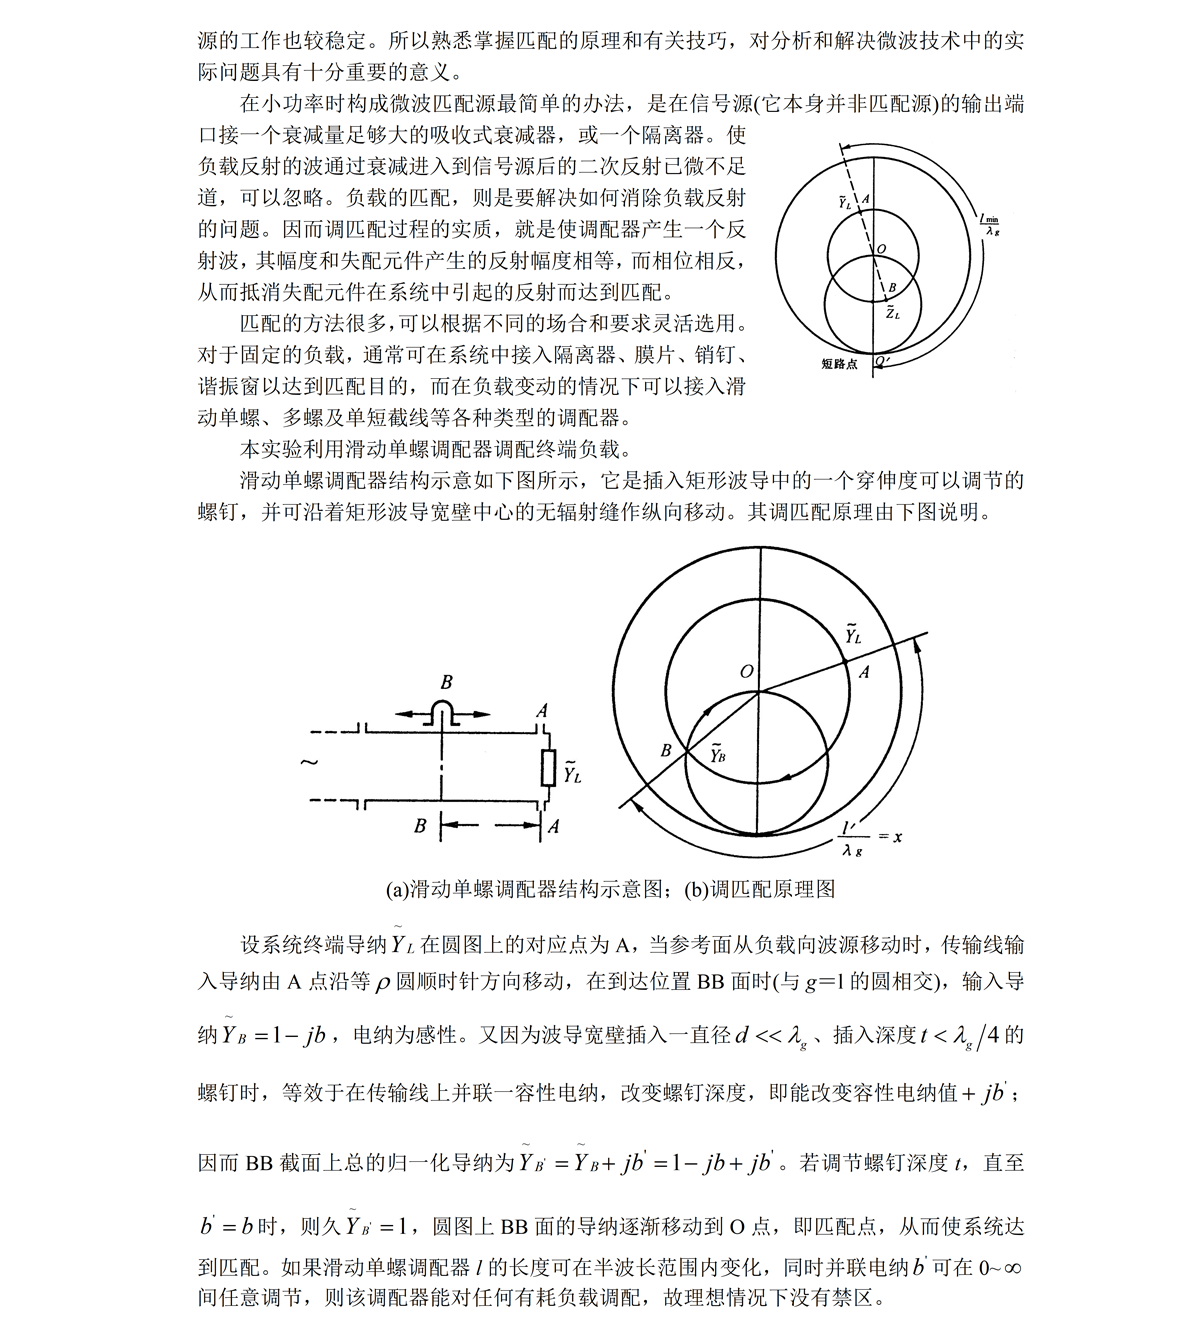 源的工作也较稳定。所以熟悉掌握匹配的原理和有关技巧，对分析和解决微波技术中的实
际问题具有十分重要的意义。
在小功率时构成微波匹配源最简单的办法，是在信号源(它本身并非匹配源)的输出端
口接一个衰减量足够大的吸收式衰减器，或一个隔离器。使
负载反射的波通过衰减进入到信号源后的二次反射已微不足
道，可以忽略。负载的匹配，则是要解决如何消除负载反射
的问题。因而调匹配过程的实质，就是使调配器产生一个反
射波，其幅度和失配元件产生的反射幅度相等，而相位相反，
从而抵消失配元件在系统中引起的反射而达到匹配。
匹配的方法很多，可以根据不同的场合和要求灵活选用。
对于固定的负载，通常可在系统中接入隔离器、膜片、销钉、
谐振窗以达到匹配目的，而在负载变动的情况下可以接入滑
动单螺、多螺及单短截线等各种类型的调配器。
Ỹ_L A
l min / λ g
O
B
Z̃_L
短路点 O′
本实验利用滑动单螺调配器调配终端负载。
滑动单螺调配器结构示意如下图所示，它是插入矩形波导中的一个穿伸度可以调节的
螺钉，并可沿着矩形波导宽壁中心的无辐射缝作纵向移动。其调匹配原理由下图说明。
B
A
~
Ỹ_L
B A
Ỹ_L
O A
B Ỹ_B
l′ / λ g = x
(a)滑动单螺调配器结构示意图；(b)调匹配原理图
设系统终端导纳Ỹ_L在圆图上的对应点为 A，当参考面从负载向波源移动时，传输线输
入导纳由 A 点沿等ρ圆顺时针方向移动，在到达位置 BB 面时(与 g＝1 的圆相交)，输入导
纳Ỹ_B = 1 − jb，电纳为感性。又因为波导宽壁插入一直径d << λ_g、插入深度t < λ_g/4的
螺钉时，等效于在传输线上并联一容性电纳，改变螺钉深度，即能改变容性电纳值+ jb'；
因而 BB 截面上总的归一化导纳为Ỹ_B' = Ỹ_B + jb' = 1 − jb + jb'。若调节螺钉深度 t，直至
b' = b时，则久Ỹ_B' = 1，圆图上 BB 面的导纳逐渐移动到 O 点，即匹配点，从而使系统达
到匹配。如果滑动单螺调配器 l 的长度可在半波长范围内变化，同时并联电纳b'可在 0~∞
间任意调节，则该调配器能对任何有耗负载调配，故理想情况下没有禁区。